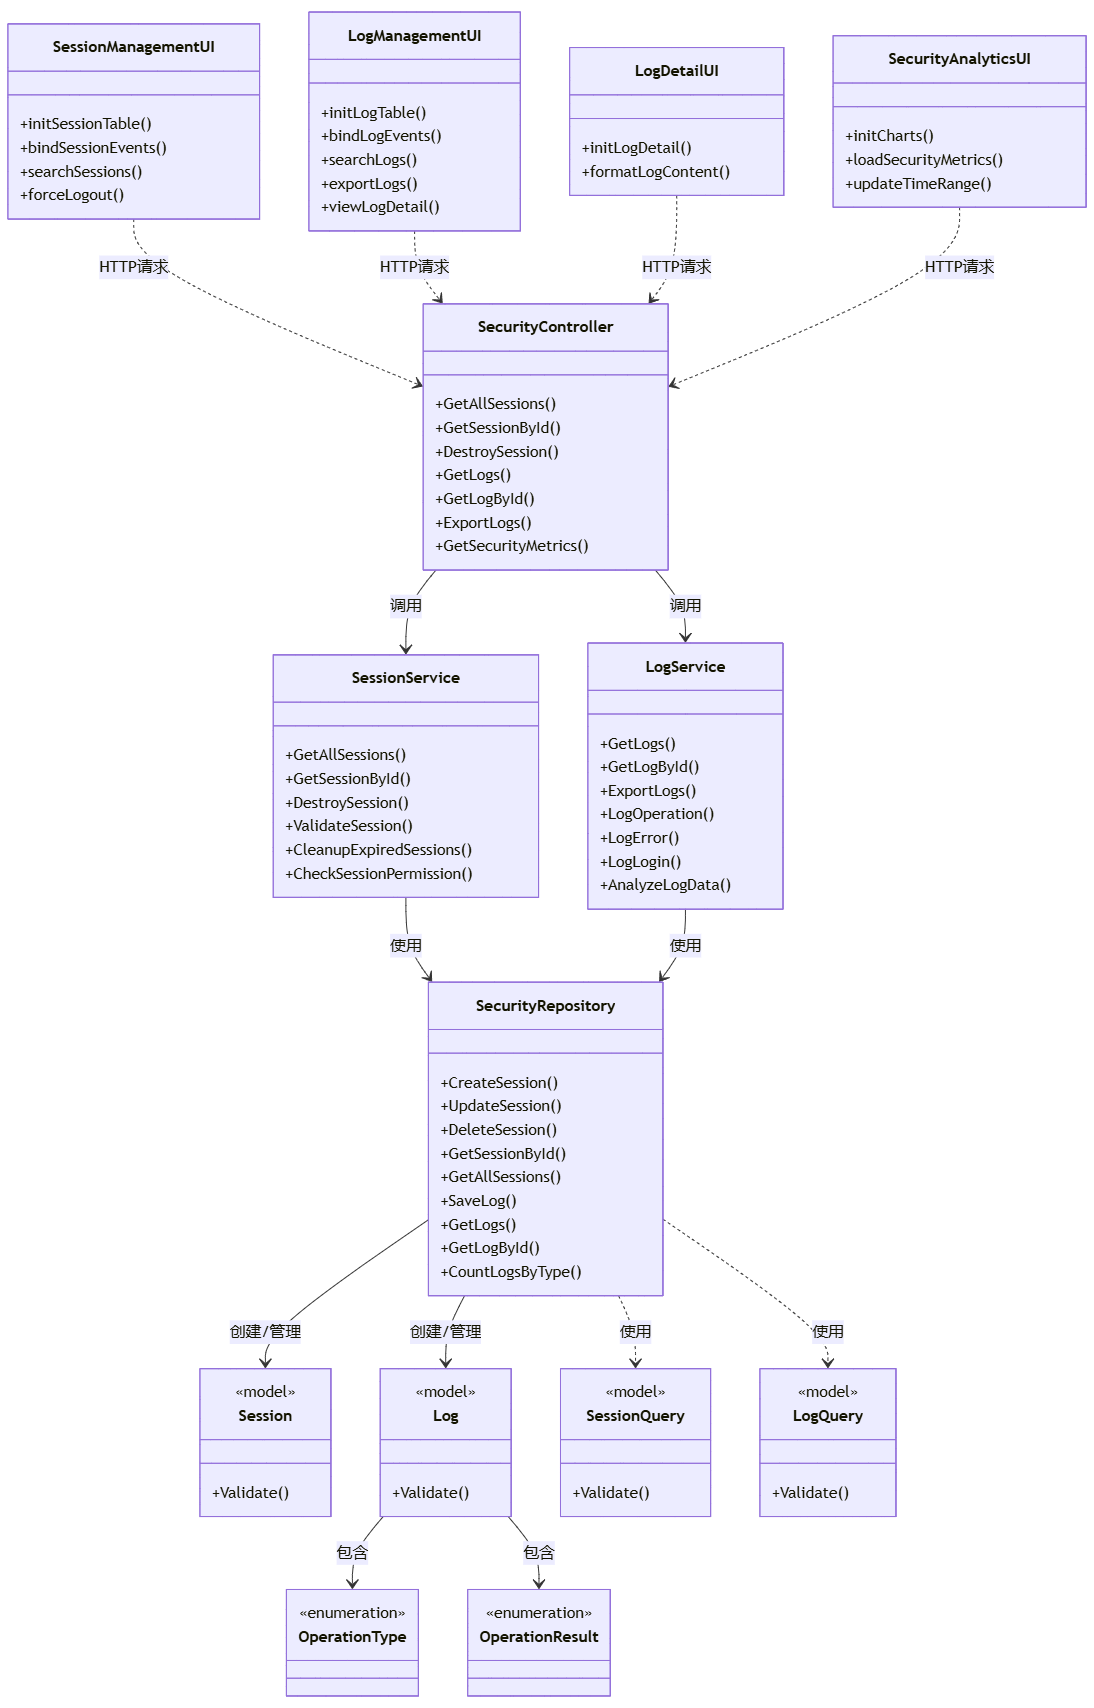 SessionManagementUI
+initSessionTable()
+bindSessionEvents()
+searchSessions()
+forceLogout()
LogManagementUI
+initLogTable()
+bindLogEvents()
+searchLogs()
+exportLogs()
+viewLogDetail()
LogDetailUI
+initLogDetail()
+formatLogContent()
SecurityAnalyticsUI
+initCharts()
+loadSecurityMetrics()
+updateTimeRange()
HTTP请求
HTTP请求
HTTP请求
HTTP请求
SecurityController
+GetAllSessions()
+GetSessionById()
+DestroySession()
+GetLogs()
+GetLogById()
+ExportLogs()
+GetSecurityMetrics()
调用
调用
SessionService
+GetAllSessions()
+GetSessionById()
+DestroySession()
+ValidateSession()
+CleanupExpiredSessions()
+CheckSessionPermission()
LogService
+GetLogs()
+GetLogById()
+ExportLogs()
+LogOperation()
+LogError()
+LogLogin()
+AnalyzeLogData()
使用
使用
SecurityRepository
+CreateSession()
+UpdateSession()
+DeleteSession()
+GetSessionById()
+GetAllSessions()
+SaveLog()
+GetLogs()
+GetLogById()
+CountLogsByType()
创建/管理
创建/管理
使用
使用
«model»
Session
+Validate()
«model»
Log
+Validate()
«model»
SessionQuery
+Validate()
«model»
LogQuery
+Validate()
包含
包含
«enumeration»
OperationType
«enumeration»
OperationResult